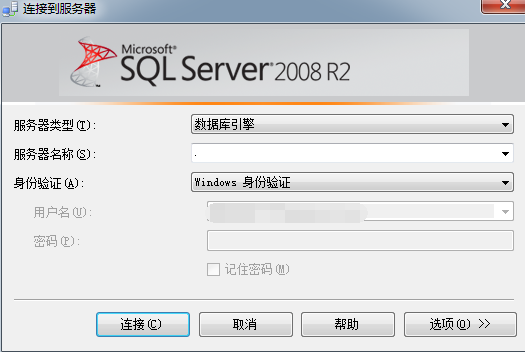 连接到服务器
Microsoft®
SQL Server® 2008 R2
服务器类型(T):
数据库引擎
服务器名称(S):
.
身份验证(A):
Windows 身份验证
用户名(U):
密码(P):
记住密码(M)
连接(C)
取消
帮助
选项(O) >>